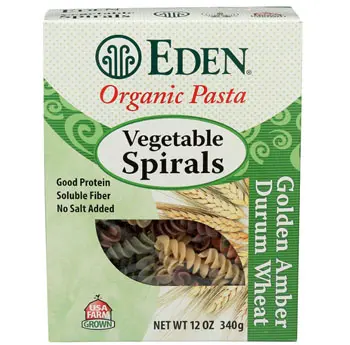 EDEN®
Organic Pasta
Vegetable
Spirals
Good Protein
Soluble Fiber
No Salt Added
Golden Amber
Durum Wheat
USA
FARM
GROWN
NET WT 12 OZ 340g